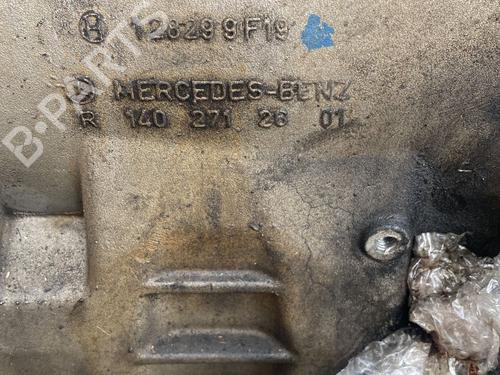 128299F19
MERCEDES-BENZ
R 140 271 26 01
B-PARTS